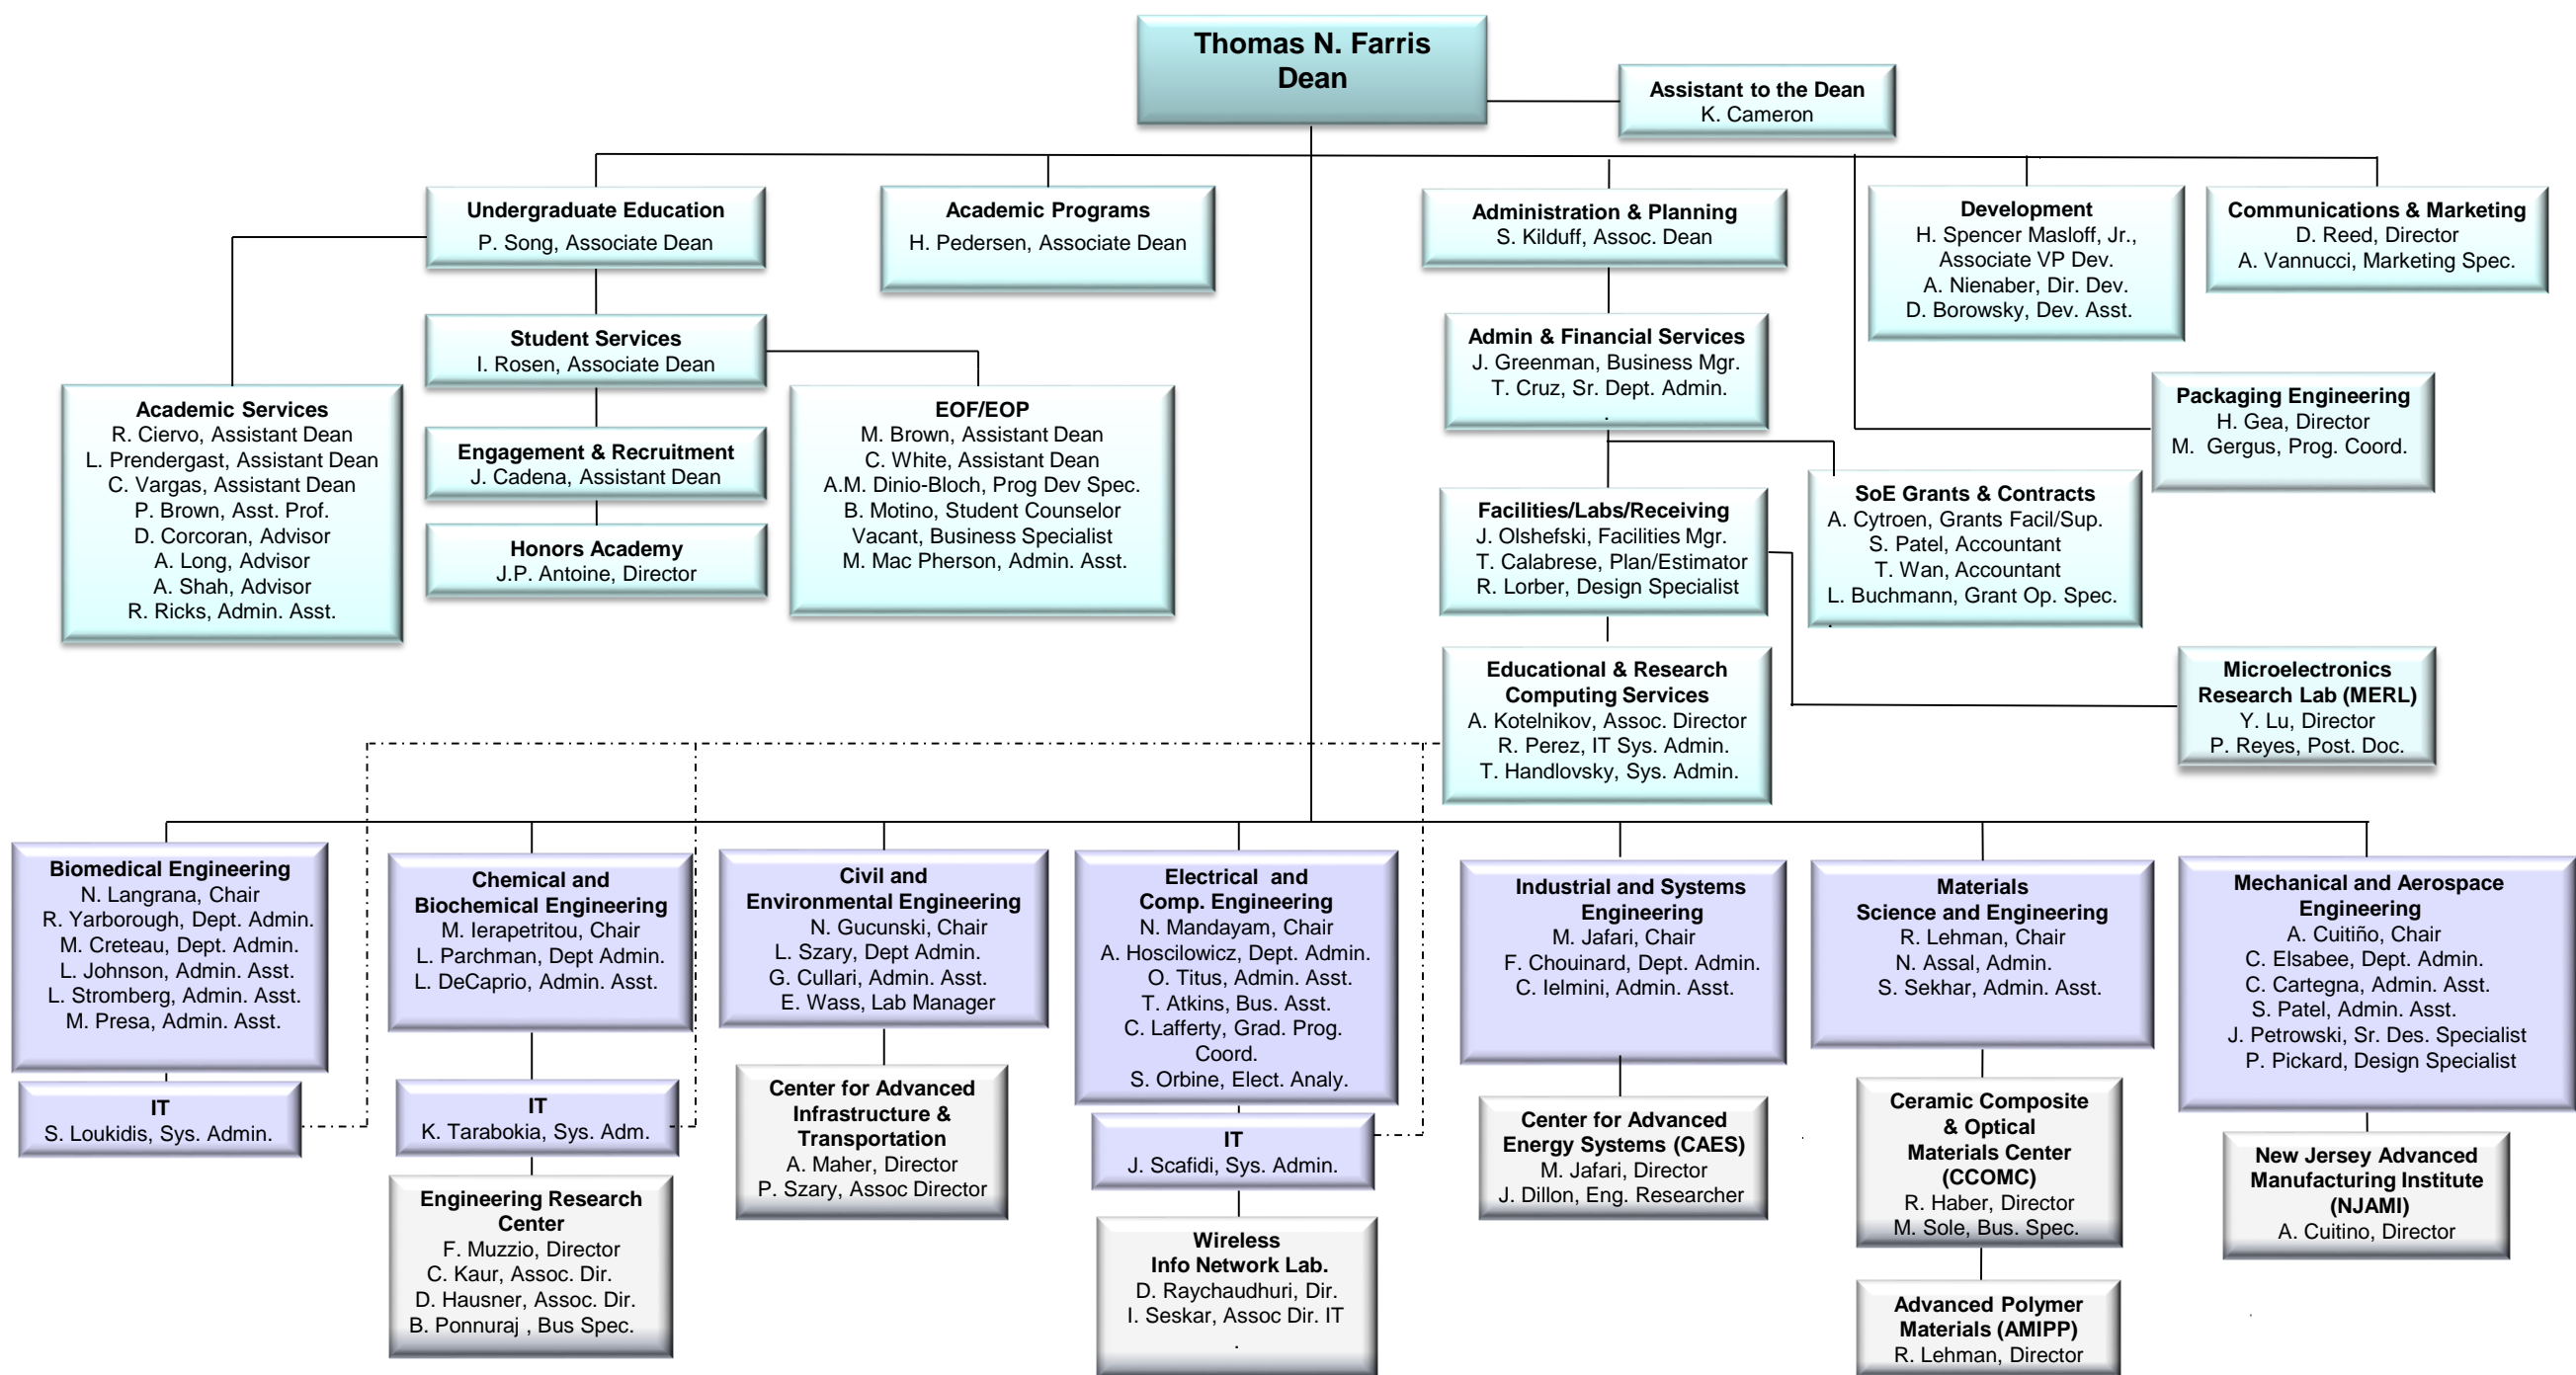 Thomas N. Farris
Dean
Assistant to the Dean
K. Cameron
Undergraduate Education
P. Song, Associate Dean
Academic Programs
H. Pedersen, Associate Dean
Administration & Planning
S. Kilduff, Assoc. Dean
Development
H. Spencer Masloff, Jr.,
Associate VP Dev.
A. Nienaber, Dir. Dev.
D. Borowsky, Dev. Asst.
Communications & Marketing
D. Reed, Director
A. Vannucci, Marketing Spec.
Student Services
I. Rosen, Associate Dean
Admin & Financial Services
J. Greenman, Business Mgr.
T. Cruz, Sr. Dept. Admin.
.
Packaging Engineering
H. Gea, Director
M.  Gergus, Prog. Coord.
Academic Services
R. Ciervo, Assistant Dean
L. Prendergast, Assistant Dean
C. Vargas, Assistant Dean
P. Brown, Asst. Prof.
D. Corcoran, Advisor
A. Long, Advisor
A. Shah, Advisor
R. Ricks, Admin. Asst.
Engagement & Recruitment
J. Cadena, Assistant Dean
Honors Academy
J.P. Antoine, Director
EOF/EOP
M. Brown, Assistant Dean
C. White, Assistant Dean
A.M. Dinio-Bloch, Prog Dev Spec.
B. Motino, Student Counselor
Vacant, Business Specialist
M. Mac Pherson, Admin. Asst.
Facilities/Labs/Receiving
J. Olshefski, Facilities Mgr.
T. Calabrese, Plan/Estimator
R. Lorber, Design Specialist
SoE Grants & Contracts
A. Cytroen, Grants Facil/Sup.
S. Patel, Accountant
T. Wan, Accountant
L. Buchmann, Grant Op. Spec.
.
Educational & Research
Computing Services
A. Kotelnikov, Assoc. Director
R. Perez, IT Sys. Admin.
T. Handlovsky, Sys. Admin.
Microelectronics
Research Lab (MERL)
Y. Lu, Director
P. Reyes, Post. Doc.
Biomedical Engineering
N. Langrana, Chair
R. Yarborough, Dept. Admin.
M. Creteau, Dept. Admin.
L. Johnson, Admin. Asst.
L. Stromberg, Admin. Asst.
M. Presa, Admin. Asst.
IT
S. Loukidis, Sys. Admin.
Chemical and
Biochemical Engineering
M. Ierapetritou, Chair
L. Parchman, Dept Admin.
L. DeCaprio, Admin. Asst.
IT
K. Tarabokia, Sys. Adm.
Engineering Research
Center
F. Muzzio, Director
C. Kaur, Assoc. Dir.
D. Hausner, Assoc. Dir.
B. Ponnuraj , Bus Spec.
Civil and
Environmental Engineering
N. Gucunski, Chair
L. Szary, Dept Admin.
G. Cullari, Admin. Asst.
E. Wass, Lab Manager
Center for Advanced
Infrastructure &
Transportation
A. Maher, Director
P. Szary, Assoc Director
Electrical  and
Comp. Engineering
N. Mandayam, Chair
A. Hoscilowicz, Dept. Admin.
O. Titus, Admin. Asst.
T. Atkins, Bus. Asst.
C. Lafferty, Grad. Prog.
Coord.
S. Orbine, Elect. Analy.
IT
J. Scafidi, Sys. Admin.
Wireless
Info Network Lab.
D. Raychaudhuri, Dir.
I. Seskar, Assoc Dir. IT
.
Industrial and Systems
Engineering
M. Jafari, Chair
F. Chouinard, Dept. Admin.
C. Ielmini, Admin. Asst.
Center for Advanced
Energy Systems (CAES)
M. Jafari, Director
J. Dillon, Eng. Researcher
Materials
Science and Engineering
R. Lehman, Chair
N. Assal, Admin.
S. Sekhar, Admin. Asst.
Ceramic Composite
& Optical
Materials Center
(CCOMC)
R. Haber, Director
M. Sole, Bus. Spec.
Advanced Polymer
Materials (AMIPP)
R. Lehman, Director
Mechanical and Aerospace
Engineering
A. Cuitiño, Chair
C. Elsabee, Dept. Admin.
C. Cartegna, Admin. Asst.
S. Patel, Admin. Asst.
J. Petrowski, Sr. Des. Specialist
P. Pickard, Design Specialist
New Jersey Advanced
Manufacturing Institute
(NJAMI)
A. Cuitino, Director